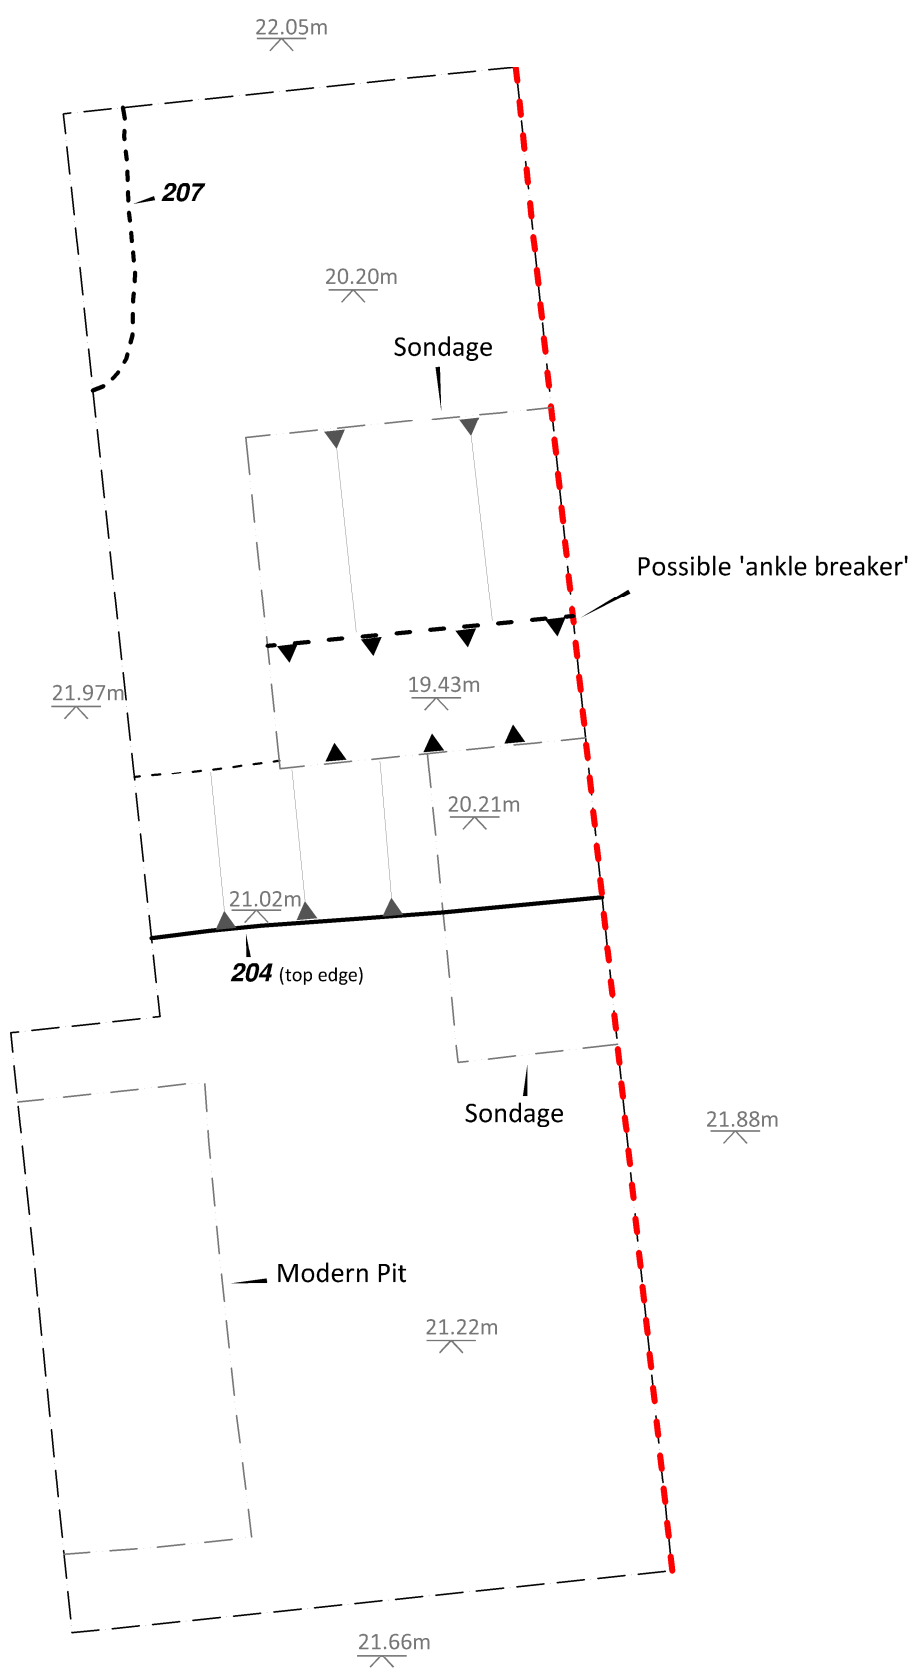 22.05m
207
20.20m
Sondage
Possible 'ankle breaker'
19.43m
21.97m
20.21m
21.02m
204 (top edge)
Sondage
21.88m
Modern Pit
21.22m
21.66m